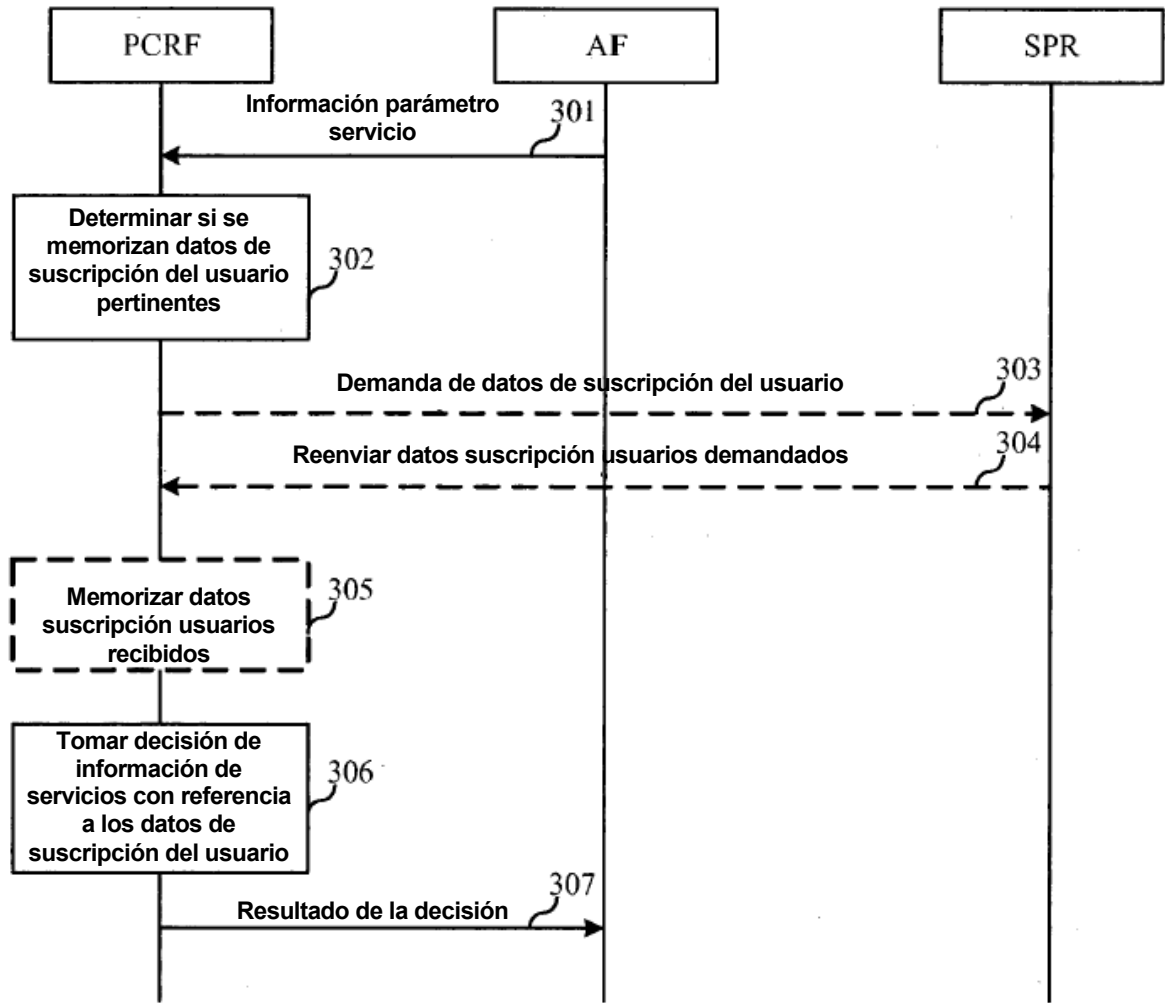 PCRF
AF
SPR
Información parámetro
servicio
301
Determinar si se
memorizan datos de
suscripción del usuario
pertinentes
302
Demanda de datos de suscripción del usuario
303
Reenviar datos suscripción usuarios demandados
304
Memorizar datos
suscripción usuarios
recibidos
305
Tomar decisión de
información de
servicios con referencia
a los datos de
suscripción del usuario
306
Resultado de la decisión
307